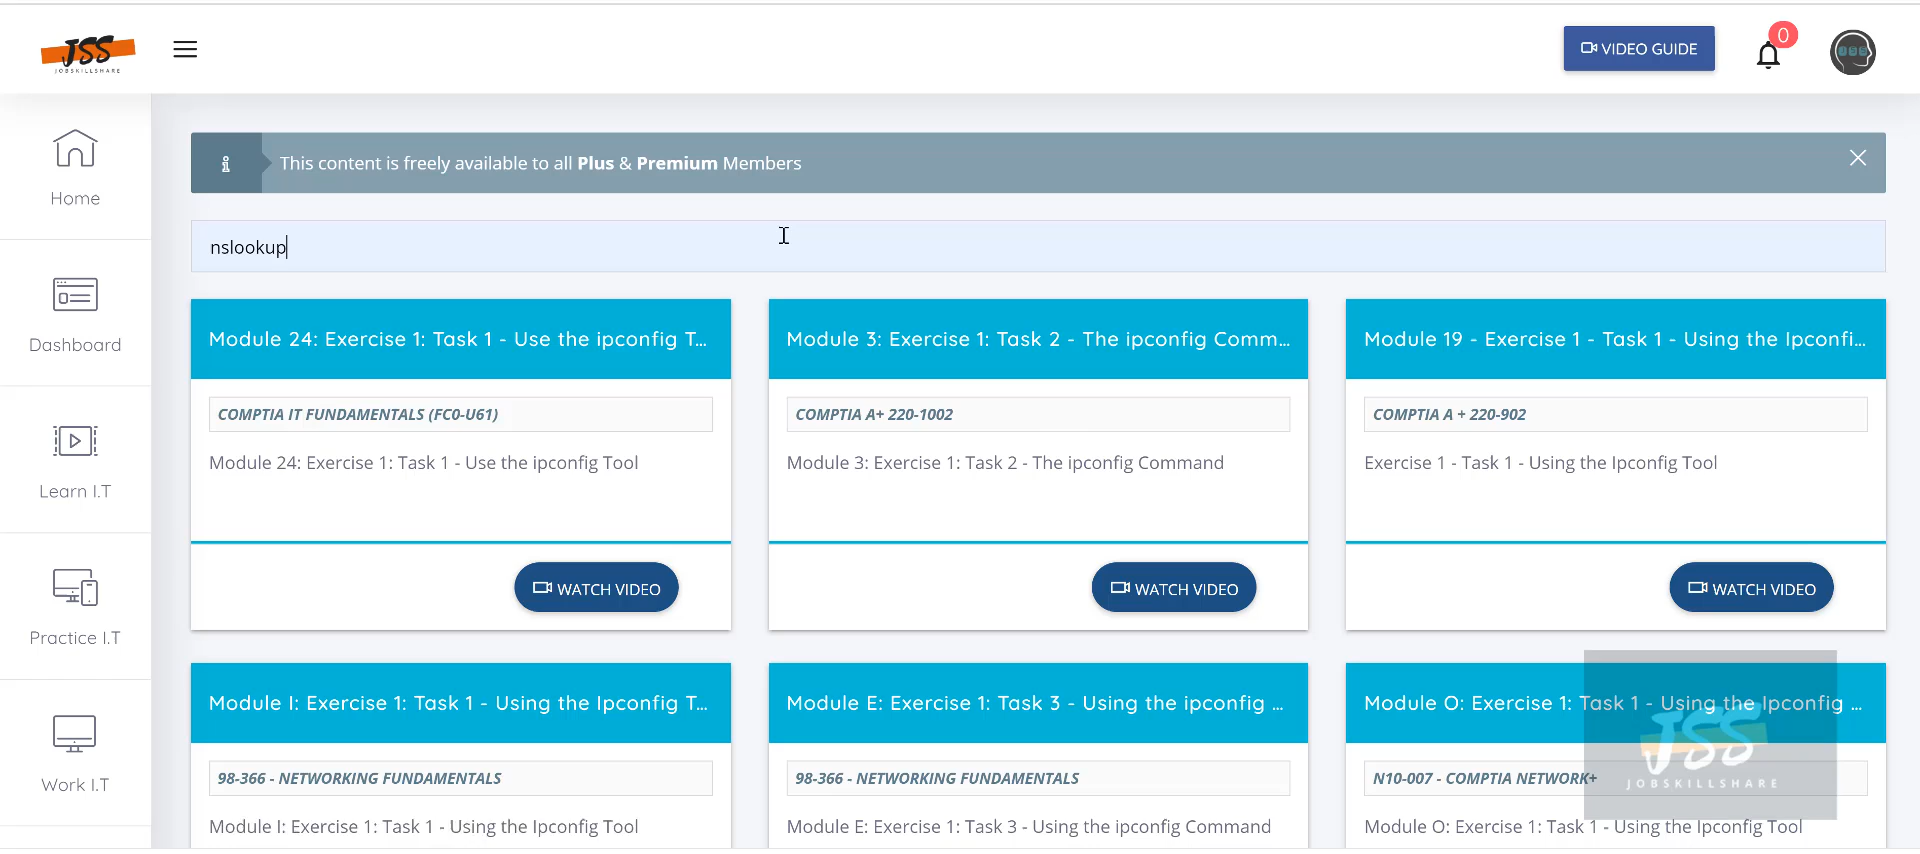 JSS
JOBSKILLSHARE
VIDEO GUIDE
0
JSS
Home
Dashboard
Learn I.T
Practice I.T
Work I.T
i This content is freely available to all Plus & Premium Members
nslookup
Module 24: Exercise 1: Task 1 - Use the ipconfig T...
COMPTIA IT FUNDAMENTALS (FC0-U61)
Module 24: Exercise 1: Task 1 - Use the ipconfig Tool
WATCH VIDEO
Module 3: Exercise 1: Task 2 - The ipconfig Comm...
COMPTIA A+ 220-1002
Module 3: Exercise 1: Task 2 - The ipconfig Command
WATCH VIDEO
Module 19 - Exercise 1 - Task 1 - Using the Ipconfi...
COMPTIA A + 220-902
Exercise 1 - Task 1 - Using the Ipconfig Tool
WATCH VIDEO
Module I: Exercise 1: Task 1 - Using the Ipconfig T...
98-366 - NETWORKING FUNDAMENTALS
Module I: Exercise 1: Task 1 - Using the Ipconfig Tool
Module E: Exercise 1: Task 3 - Using the ipconfig ...
98-366 - NETWORKING FUNDAMENTALS
Module E: Exercise 1: Task 3 - Using the ipconfig Command
Module O: Exercise 1: Task 1 - Using the Ipconfig ...
N10-007 - COMPTIA NETWORK+
Module O: Exercise 1: Task 1 - Using the Ipconfig Tool
JSS
JOBSKILLSHARE